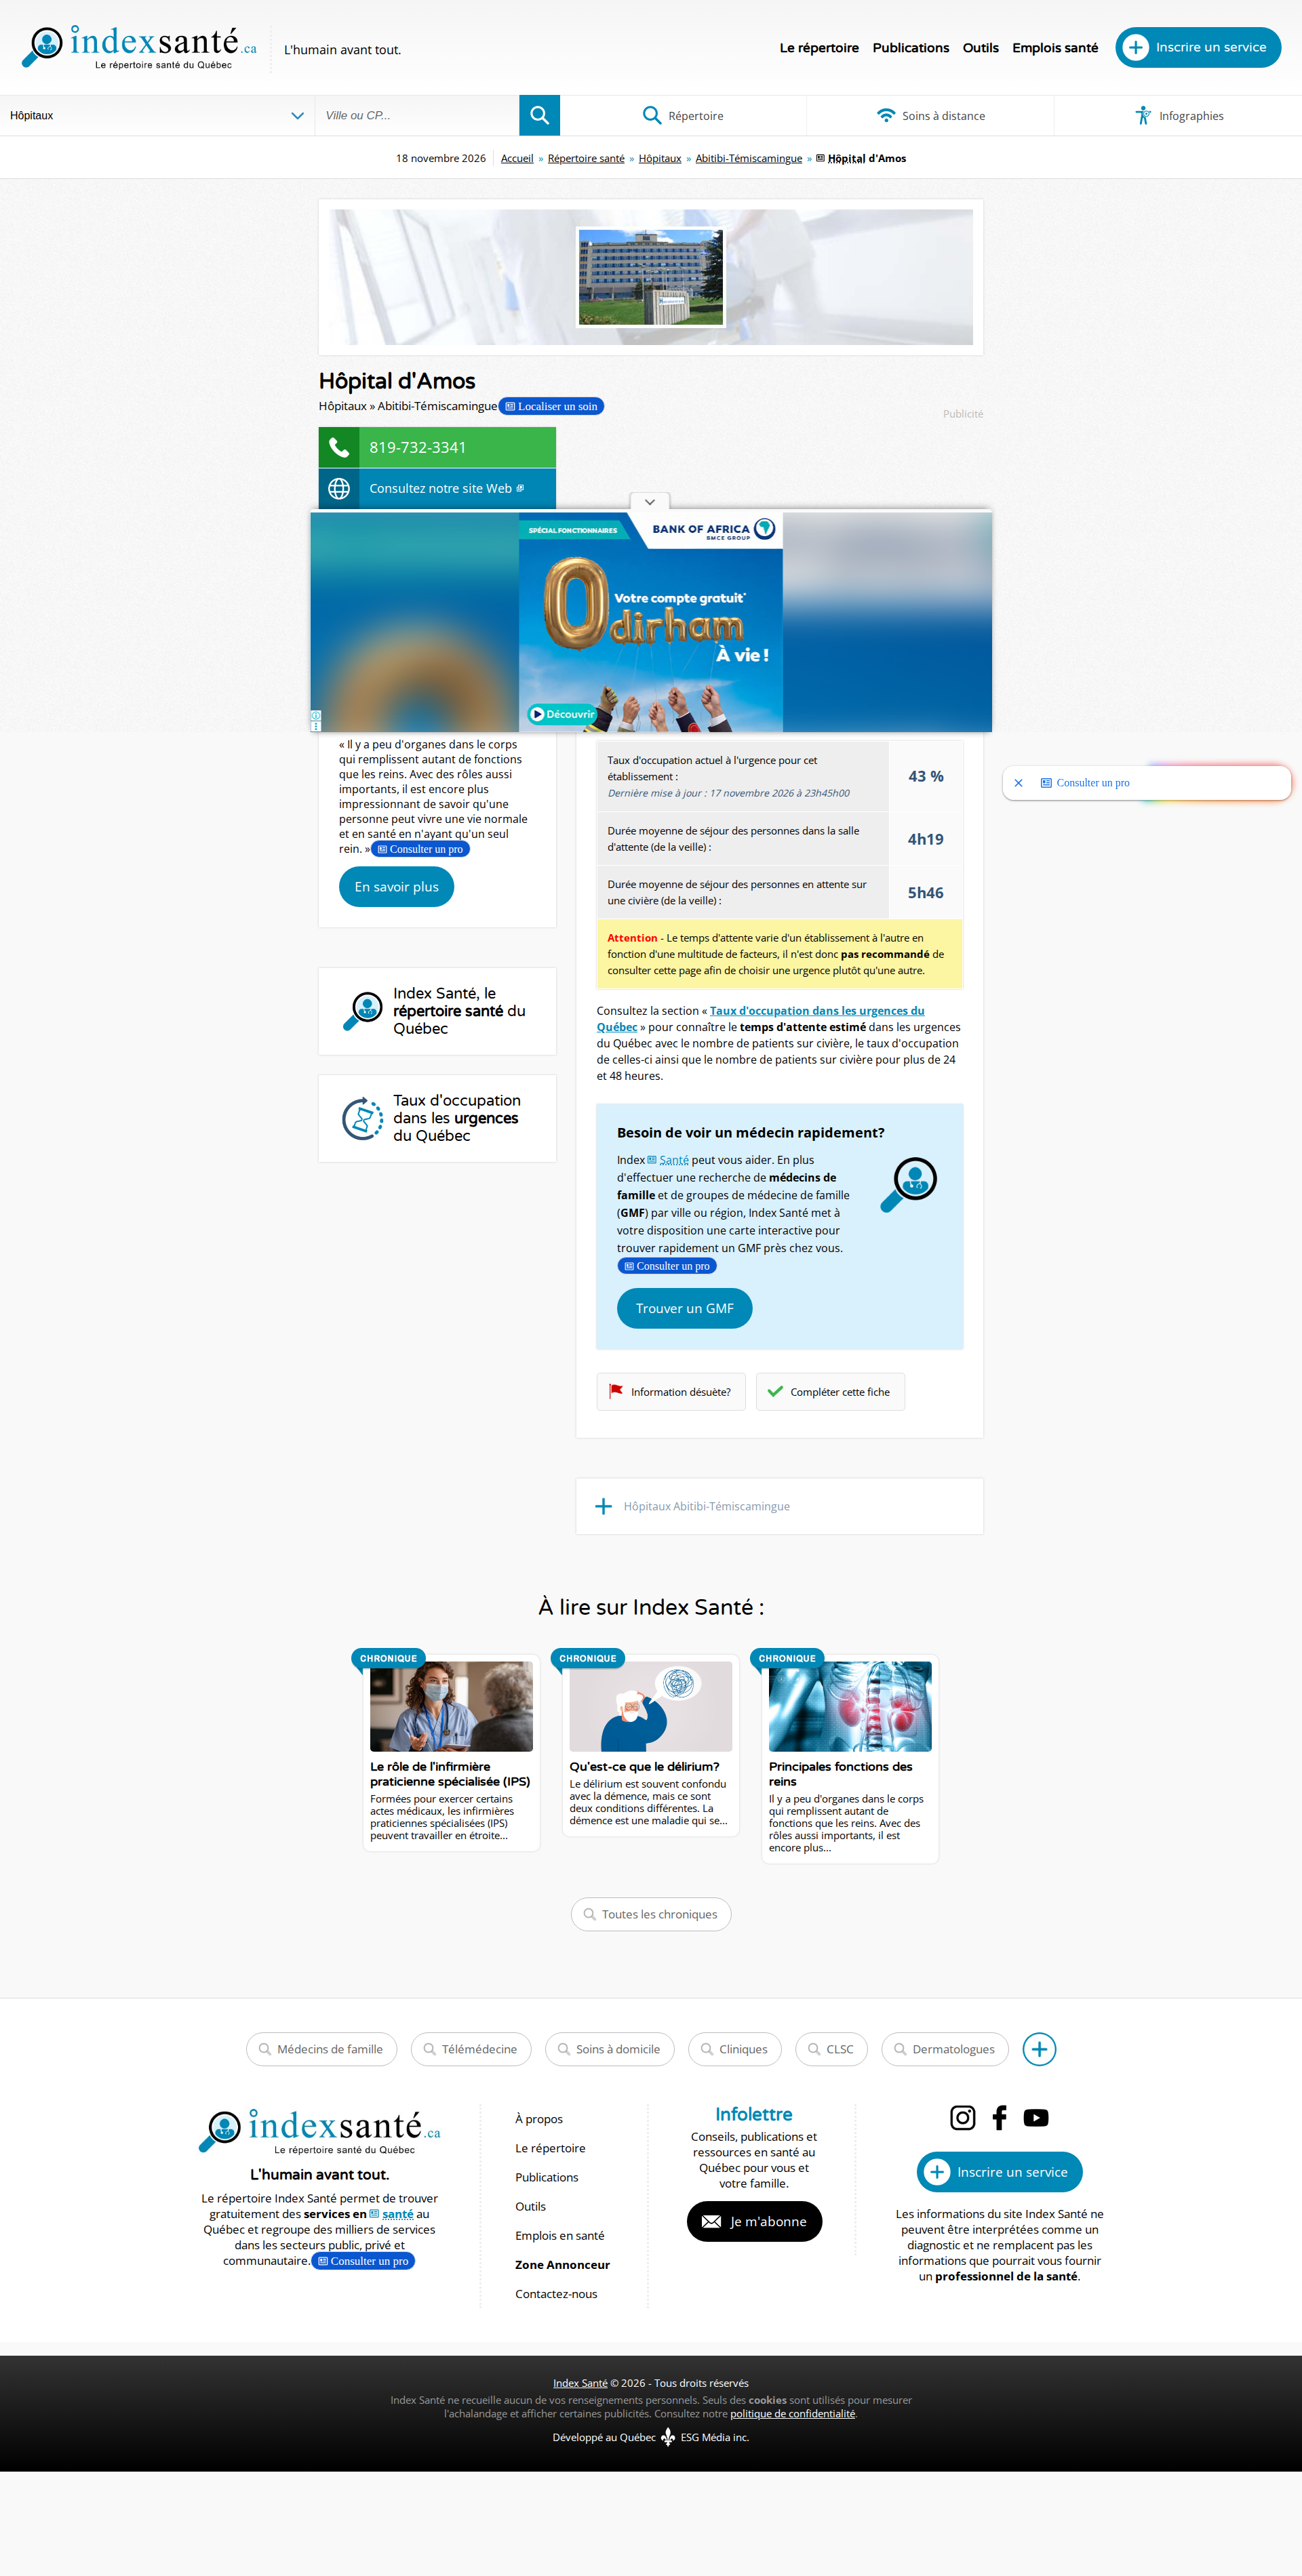 indexsanté.ca
Le répertoire santé du Québec
L'humain avant tout.
Le répertoire
Publications
Outils
Emplois santé
Inscrire un service
Hôpitaux
Ville ou CP...
Répertoire
Soins à distance
Infographies
18 novembre 2026
Accueil » Répertoire santé » Hôpitaux » Abitibi-Témiscamingue » Hôpital d'Amos
Hôpital d'Amos
Hôpitaux » Abitibi-Témiscamingue Localiser un soin
Publicité
819-732-3341
Consultez notre site Web
SPÉCIAL FONCTIONNAIRES
BANK OF AFRICA
BMCE GROUP
Votre compte gratuit*
0 dirham
À vie !
Découvrir
« Il y a peu d'organes dans le corps
qui remplissent autant de fonctions
que les reins. Avec des rôles aussi
importants, il est encore plus
impressionnant de savoir qu'une
personne peut vivre une vie normale
et en santé en n'ayant qu'un seul
rein. » Consulter un pro
En savoir plus
Index Santé, le
répertoire santé du
Québec
Taux d'occupation
dans les urgences
du Québec
Taux d'occupation actuel à l'urgence pour cet
établissement :
Dernière mise à jour : 17 novembre 2026 à 23h45h00
43 %
Durée moyenne de séjour des personnes dans la salle
d'attente (de la veille) :
4h19
Durée moyenne de séjour des personnes en attente sur
une civière (de la veille) :
5h46
Attention - Le temps d'attente varie d'un établissement à l'autre en
fonction d'une multitude de facteurs, il n'est donc pas recommandé de
consulter cette page afin de choisir une urgence plutôt qu'une autre.
Consulter un pro
Consultez la section « Taux d'occupation dans les urgences du
Québec » pour connaître le temps d'attente estimé dans les urgences
du Québec avec le nombre de patients sur civière, le taux d'occupation
de celles-ci ainsi que le nombre de patients sur civière pour plus de 24
et 48 heures.
Besoin de voir un médecin rapidement?
Index Santé peut vous aider. En plus
d'effectuer une recherche de médecins de
famille et de groupes de médecine de famille
(GMF) par ville ou région, Index Santé met à
votre disposition une carte interactive pour
trouver rapidement un GMF près chez vous.
Consulter un pro
Trouver un GMF
Information désuète?
Compléter cette fiche
Hôpitaux Abitibi-Témiscamingue
À lire sur Index Santé :
CHRONIQUE
Le rôle de l'infirmière
praticienne spécialisée (IPS)
Formées pour exercer certains
actes médicaux, les infirmières
praticiennes spécialisées (IPS)
peuvent travailler en étroite...
CHRONIQUE
Qu'est-ce que le délirium?
Le délirium est souvent confondu
avec la démence, mais ce sont
deux conditions différentes. La
démence est une maladie qui se...
CHRONIQUE
Principales fonctions des
reins
Il y a peu d'organes dans le corps
qui remplissent autant de
fonctions que les reins. Avec des
rôles aussi importants, il est
encore plus...
Toutes les chroniques
Médecins de famille
Télémédecine
Soins à domicile
Cliniques
CLSC
Dermatologues
indexsanté.ca
Le répertoire santé du Québec
L'humain avant tout.
Le répertoire Index Santé permet de trouver
gratuitement des services en santé au
Québec et regroupe des milliers de services
dans les secteurs public, privé et
communautaire. Consulter un pro
À propos
Le répertoire
Publications
Outils
Emplois en santé
Zone Annonceur
Contactez-nous
Infolettre
Conseils, publications et
ressources en santé au
Québec pour vous et
votre famille.
Je m'abonne
Inscrire un service
Les informations du site Index Santé ne
peuvent être interprétées comme un
diagnostic et ne remplacent pas les
informations que pourrait vous fournir
un professionnel de la santé.
Index Santé © 2026 - Tous droits réservés
Index Santé ne recueille aucun de vos renseignements personnels. Seuls des cookies sont utilisés pour mesurer
l'achalandage et afficher certaines publicités. Consultez notre politique de confidentialité.
Développé au Québec ESG Média inc.